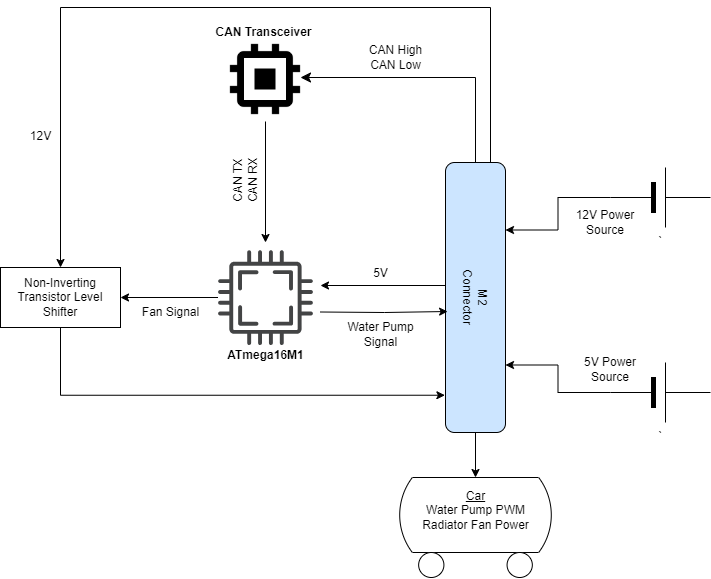 CAN Transceiver
CAN High
CAN Low
12V
CAN TX
CAN RX
12V Power
Source
Non-Inverting
Transistor Level
Shifter
Fan Signal
ATmega16M1
5V
Water Pump
Signal
M2
Connector
5V Power
Source
Car
Water Pump PWM
Radiator Fan Power